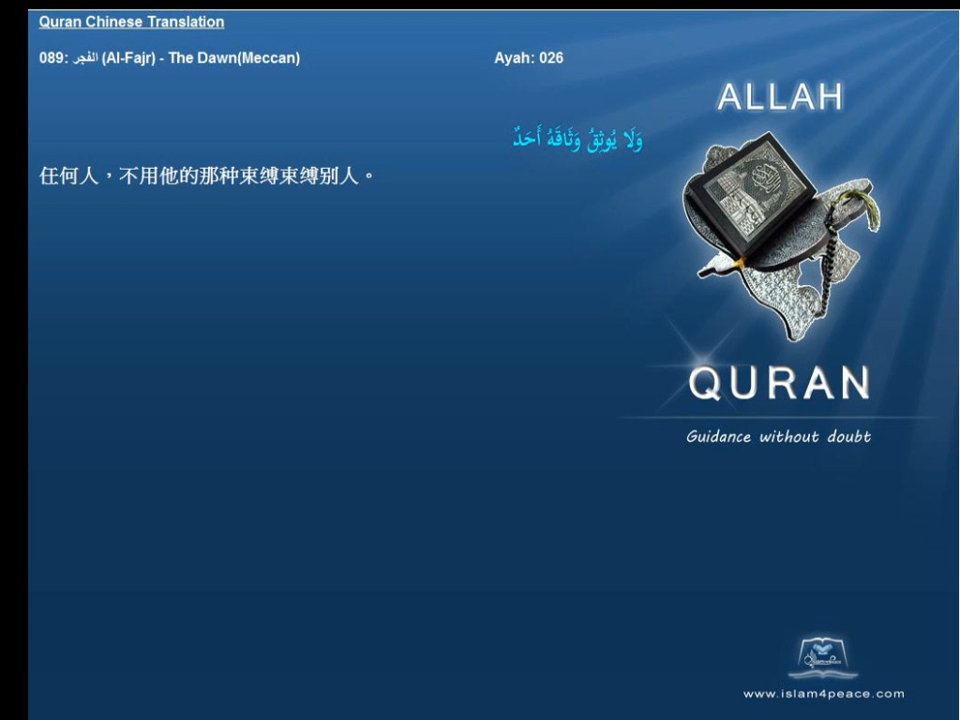 Quran Chinese Translation
089: الفجر (Al-Fajr) - The Dawn(Meccan) Ayah: 026
ALLAH
وَلَا يُوثِقُ وَثَاقَهُ أَحَدٌ
任何人，不用他的那种束缚束缚别人。
QURAN
Guidance without doubt
www.islam4peace.com